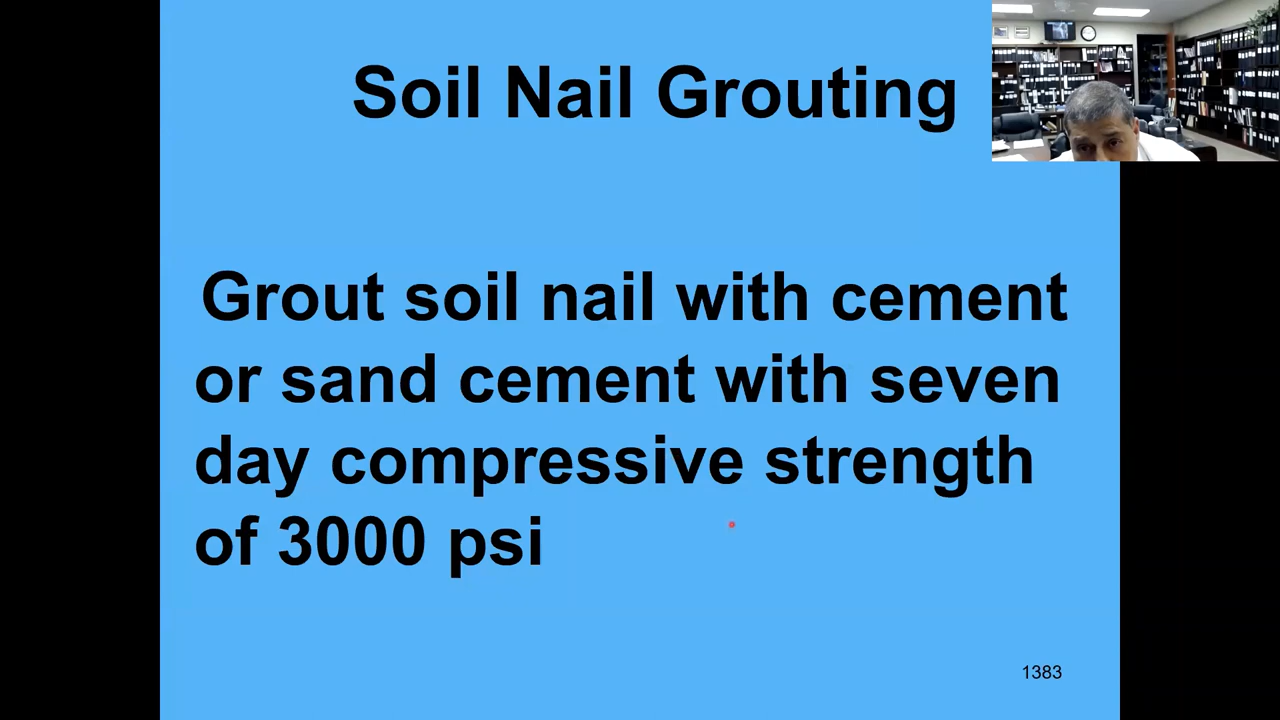 Soil Nail Grouting
Grout soil nail with cement
or sand cement with seven
day compressive strength
of 3000 psi
1383